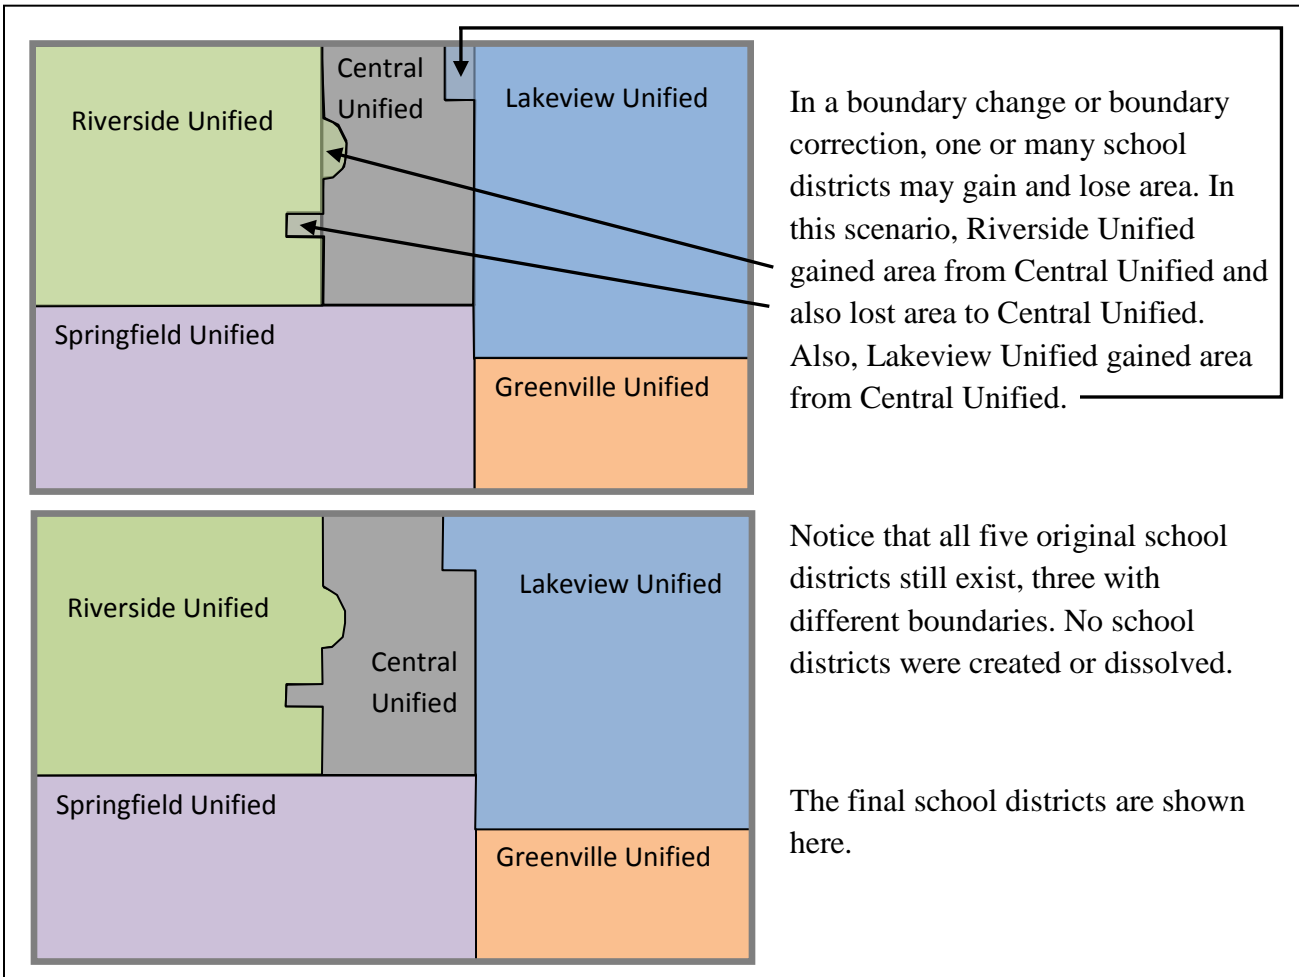 Central
Unified
Riverside Unified
Lakeview Unified
Springfield Unified
Greenville Unified
In a boundary change or boundary
correction, one or many school
districts may gain and lose area. In
this scenario, Riverside Unified
gained area from Central Unified and
also lost area to Central Unified.
Also, Lakeview Unified gained area
from Central Unified.
Riverside Unified
Central
Unified
Lakeview Unified
Springfield Unified
Greenville Unified
Notice that all five original school
districts still exist, three with
different boundaries. No school
districts were created or dissolved.
The final school districts are shown
here.